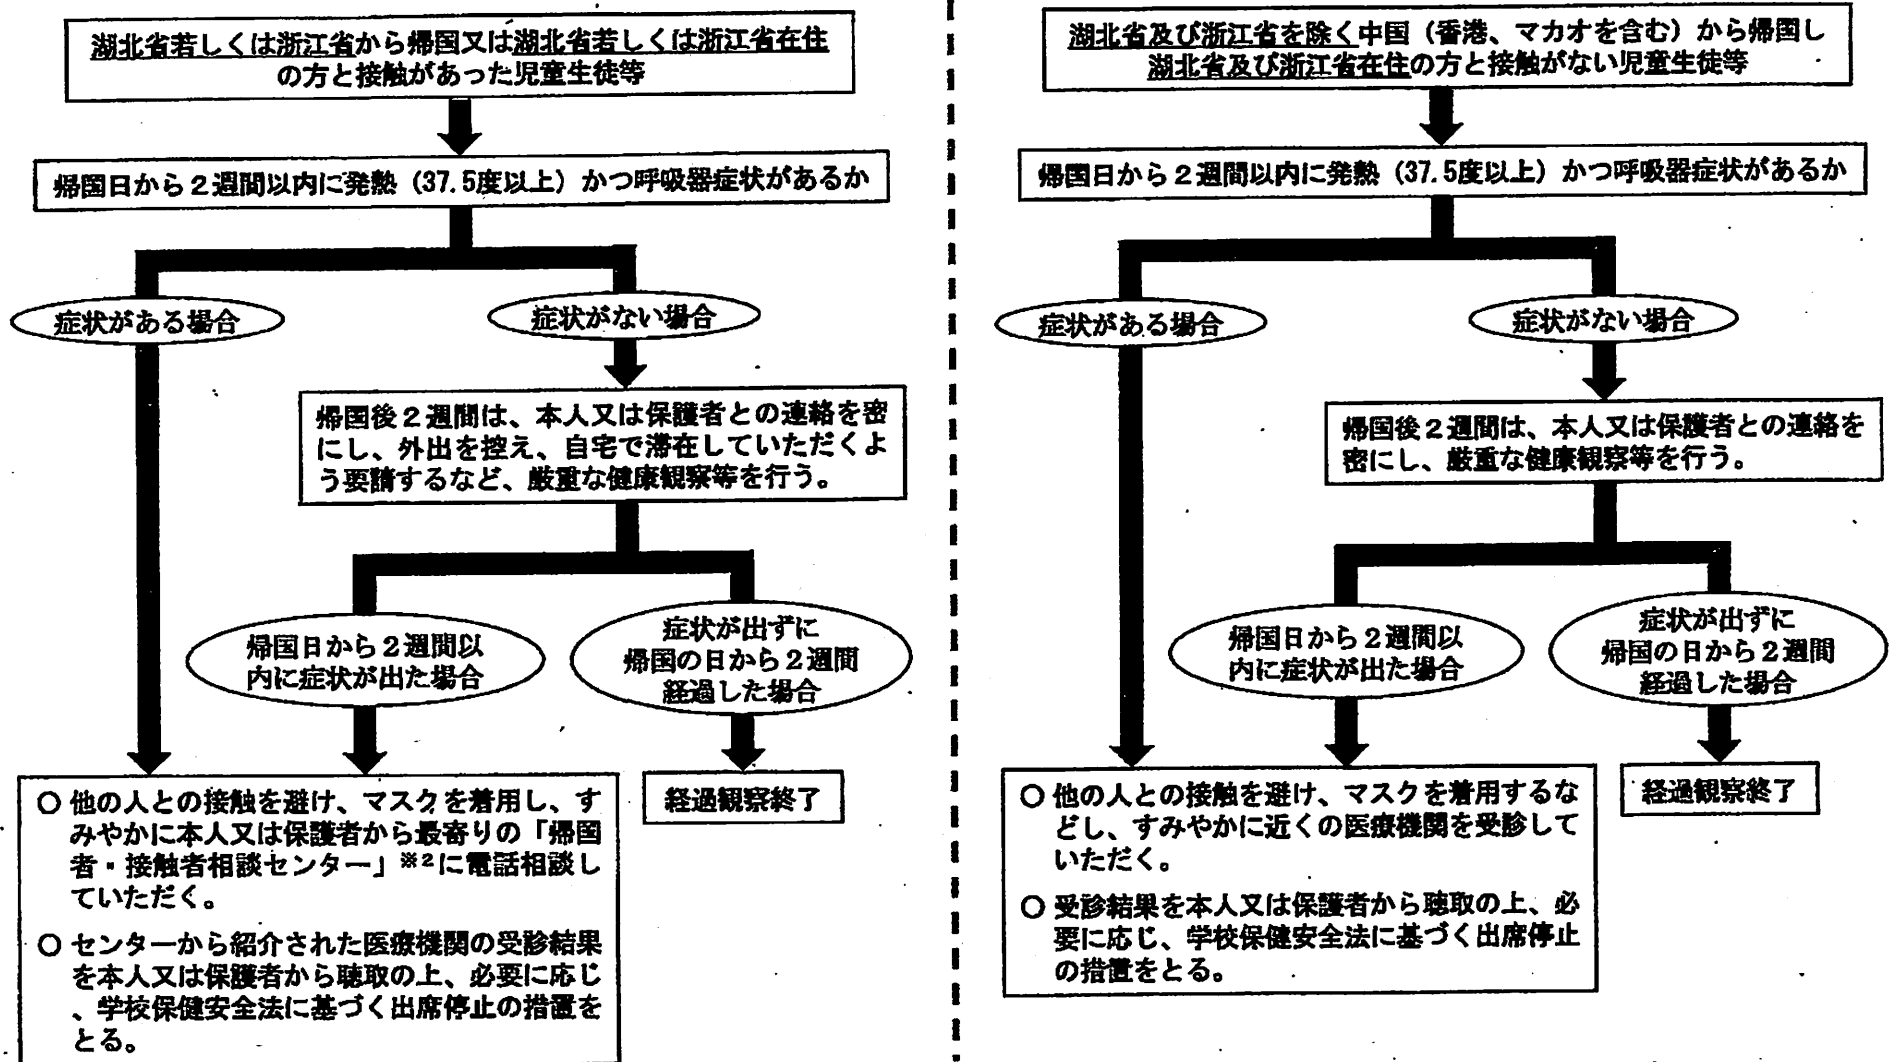 湖北省若しくは浙江省から帰国又は湖北省若しくは浙江省在住
の方と接触があった児童生徒等
帰国日から２週間以内に発熱（37.5度以上）かつ呼吸器症状があるか
症状がある場合
症状がない場合
帰国後２週間は、本人又は保護者との連絡を密
にし、外出を控え、自宅で滞在していただくよ
う要請するなど、厳重な健康観察等を行う。
帰国日から２週間以
内に症状が出た場合
症状が出ずに
帰国の日から２週間
経過した場合
○ 他の人との接触を避け、マスクを着用し、す
みやかに本人又は保護者から最寄りの「帰国
者・接触者相談センター」※2に電話相談し
ていただく。
○ センターから紹介された医療機関の受診結果
を本人又は保護者から聴取の上、必要に応じ
、学校保健安全法に基づく出席停止の措置を
とる。
経過観察終了
湖北省及び浙江省を除く中国（香港、マカオを含む）から帰国し
湖北省及び浙江省在住の方と接触がない児童生徒等
帰国日から２週間以内に発熱（37.5度以上）かつ呼吸器症状があるか
症状がある場合
症状がない場合
帰国後２週間は、本人又は保護者との連絡を
密にし、厳重な健康観察等を行う。
帰国日から２週間以
内に症状が出た場合
症状が出ずに
帰国の日から２週間
経過した場合
○ 他の人との接触を避け、マスクを着用するな
どし、すみやかに近くの医療機関を受診して
いただく。
○ 受診結果を本人又は保護者から聴取の上、必
要に応じ、学校保健安全法に基づく出席停止
の措置をとる。
経過観察終了